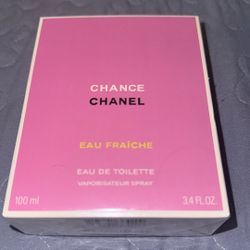 CHANCE
CHANEL
EAU FRAÎCHE
EAU DE TOILETTE
VAPORISATEUR SPRAY
100 ml 3.4 FL. OZ.